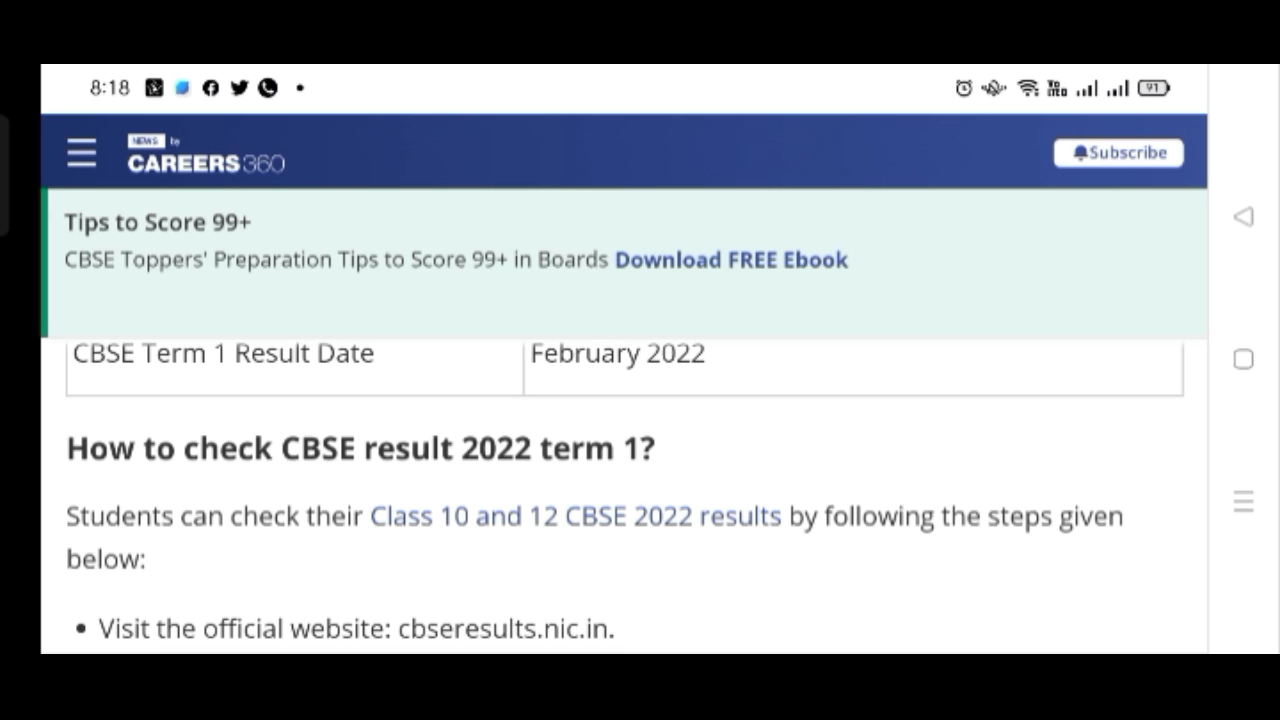 8:18
91
NEWS by
CAREERS360
Subscribe
Tips to Score 99+
CBSE Toppers' Preparation Tips to Score 99+ in Boards Download FREE Ebook
CBSE Term 1 Result Date February 2022
How to check CBSE result 2022 term 1?
Students can check their Class 10 and 12 CBSE 2022 results by following the steps given
below:
• Visit the official website: cbseresults.nic.in.